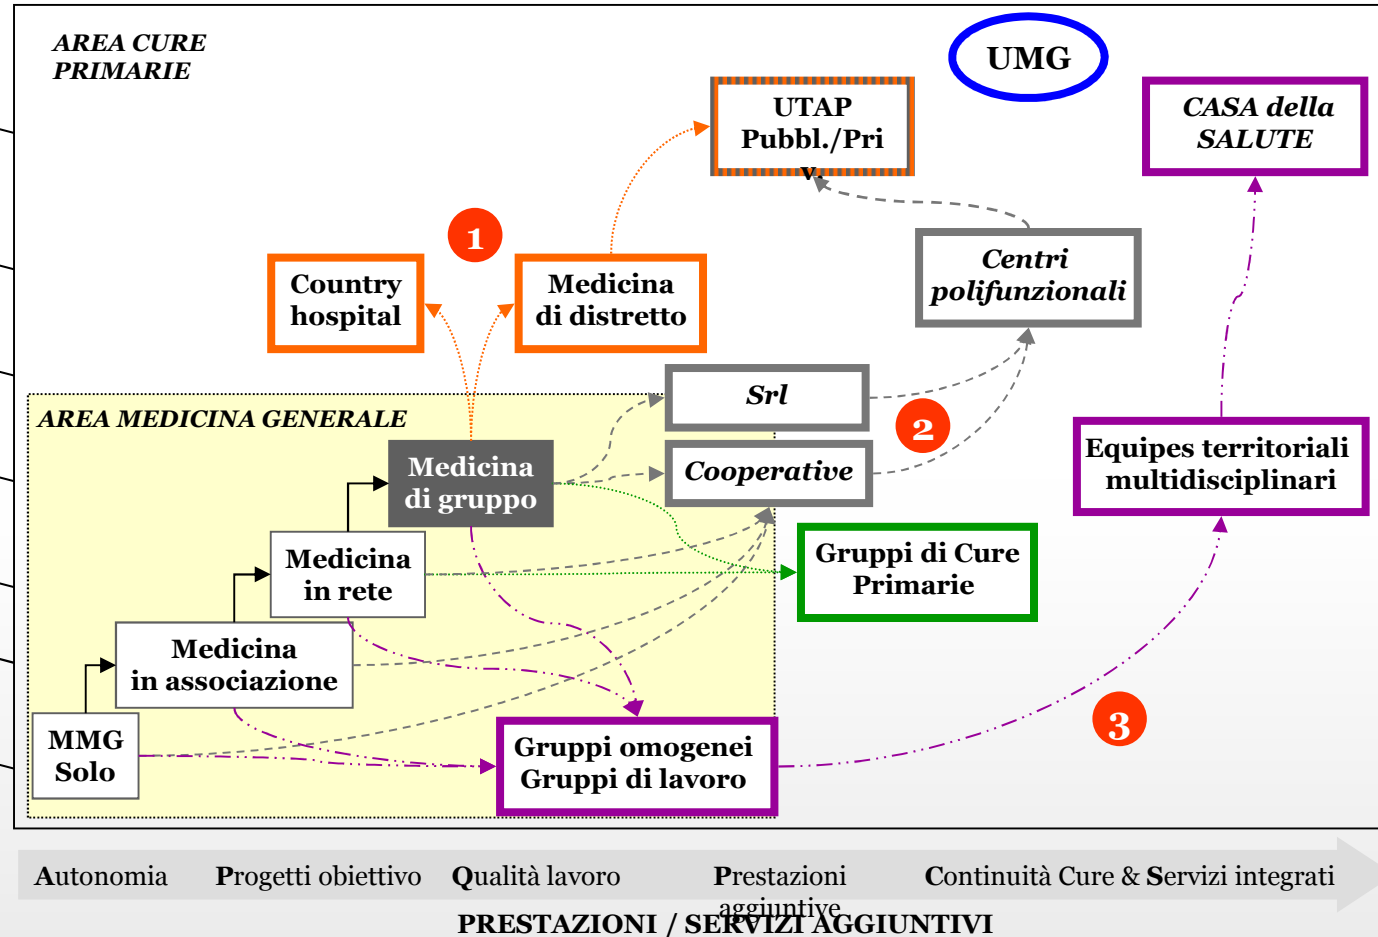 AREA CURE
PRIMARIE
UMG
UTAP
Pubbl./Pri
v.
CASA della
SALUTE
1
Country
hospital
Medicina
di distretto
Centri
polifunzionali
AREA MEDICINA GENERALE
Srl
2
Medicina
di gruppo
Cooperative
Equipes territoriali
multidisciplinari
Medicina
in rete
Gruppi di Cure
Primarie
Medicina
in associazione
MMG
Solo
Gruppi omogenei
Gruppi di lavoro
3
Autonomia
Progetti obiettivo
Qualità lavoro
Prestazioni
aggiuntive
Continuità Cure & Servizi integrati
PRESTAZIONI / SERVIZI AGGIUNTIVI